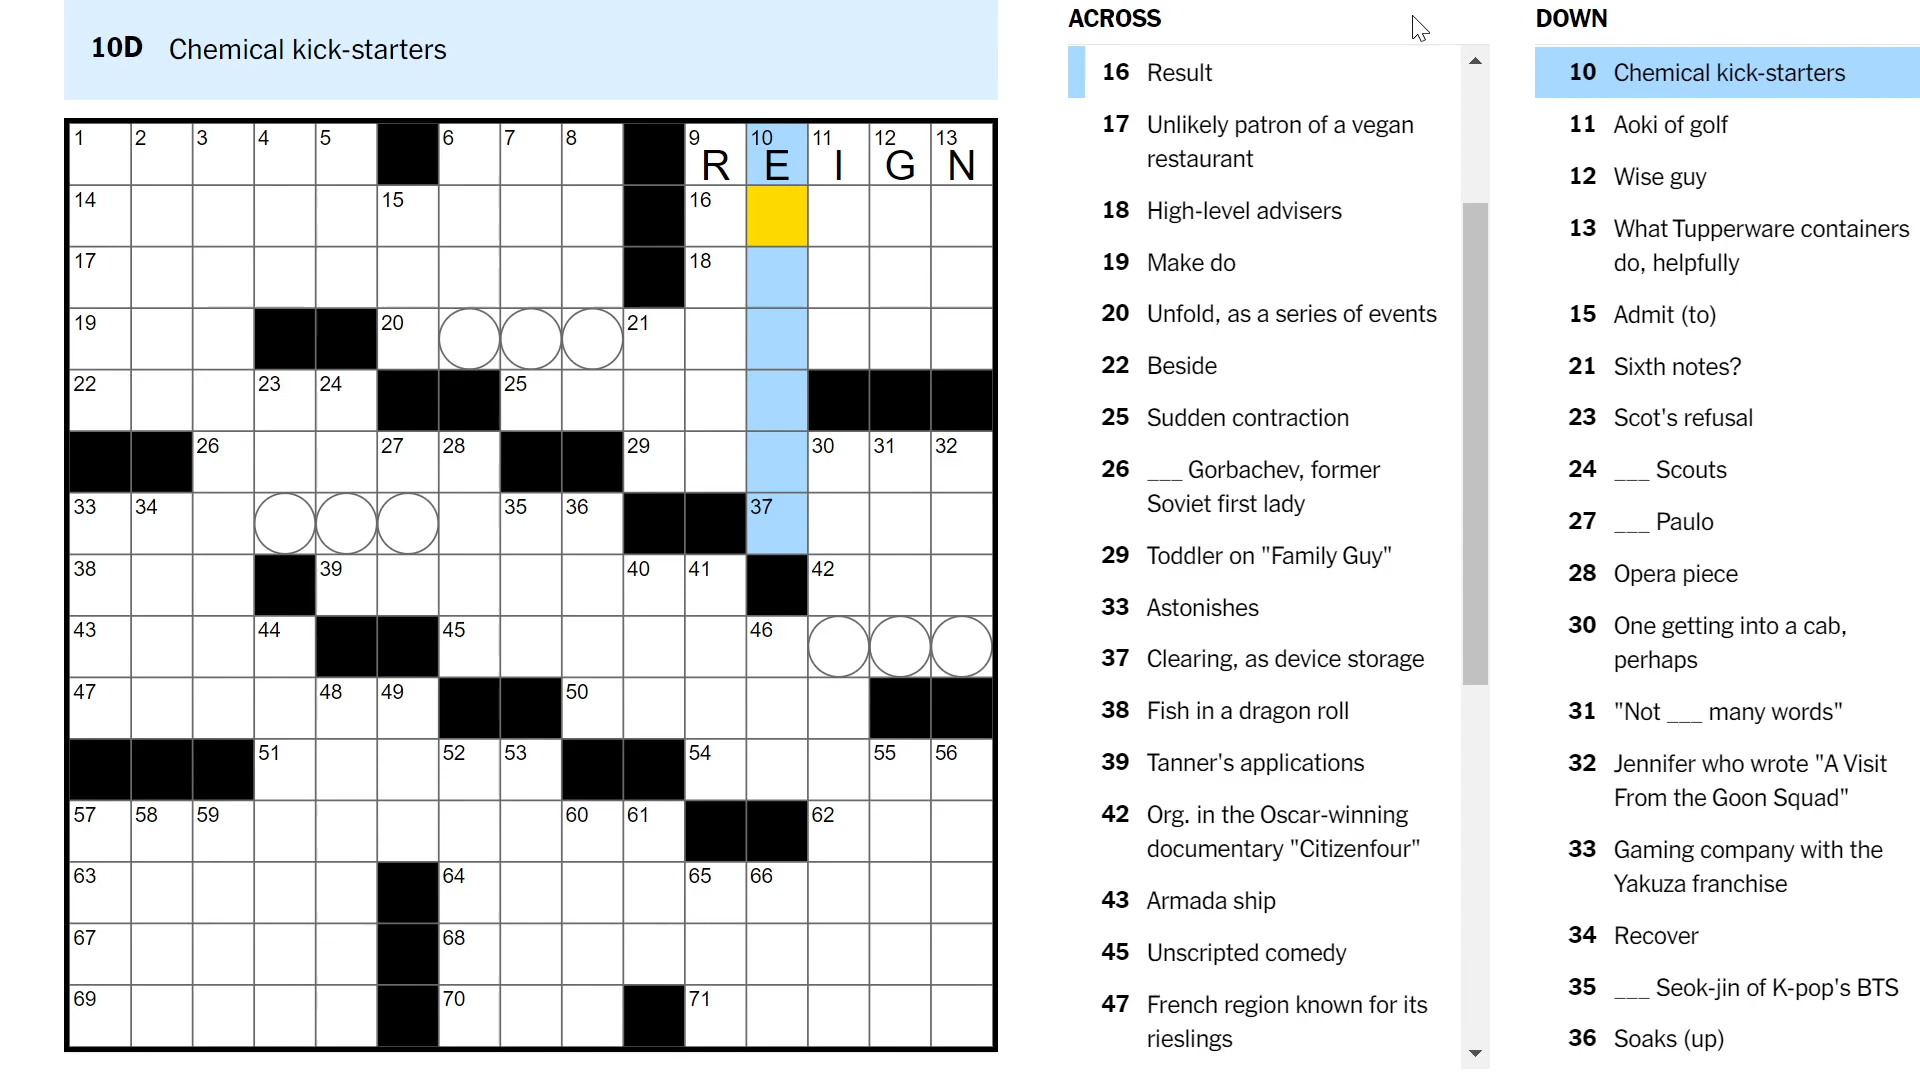 10D Chemical kick-starters
1 2 3 4 5 6 7 8 9 10 11 12 13
R E I G N
14 15 16
17 18
19 20 21
22 23 24 25
26 27 28 29 30 31 32
33 34 35 36 37
38 39 40 41 42
43 44 45 46
47 48 49 50
51 52 53 54 55 56
57 58 59 60 61 62
63 64 65 66
67 68
69 70 71
ACROSS
16 Result
17 Unlikely patron of a vegan
restaurant
18 High-level advisers
19 Make do
20 Unfold, as a series of events
22 Beside
25 Sudden contraction
26 ___ Gorbachev, former
Soviet first lady
29 Toddler on "Family Guy"
33 Astonishes
37 Clearing, as device storage
38 Fish in a dragon roll
39 Tanner's applications
42 Org. in the Oscar-winning
documentary "Citizenfour"
43 Armada ship
45 Unscripted comedy
47 French region known for its
rieslings
DOWN
10 Chemical kick-starters
11 Aoki of golf
12 Wise guy
13 What Tupperware containers
do, helpfully
15 Admit (to)
21 Sixth notes?
23 Scot's refusal
24 ___ Scouts
27 ___ Paulo
28 Opera piece
30 One getting into a cab,
perhaps
31 "Not ___ many words"
32 Jennifer who wrote "A Visit
From the Goon Squad"
33 Gaming company with the
Yakuza franchise
34 Recover
35 ___ Seok-jin of K-pop's BTS
36 Soaks (up)